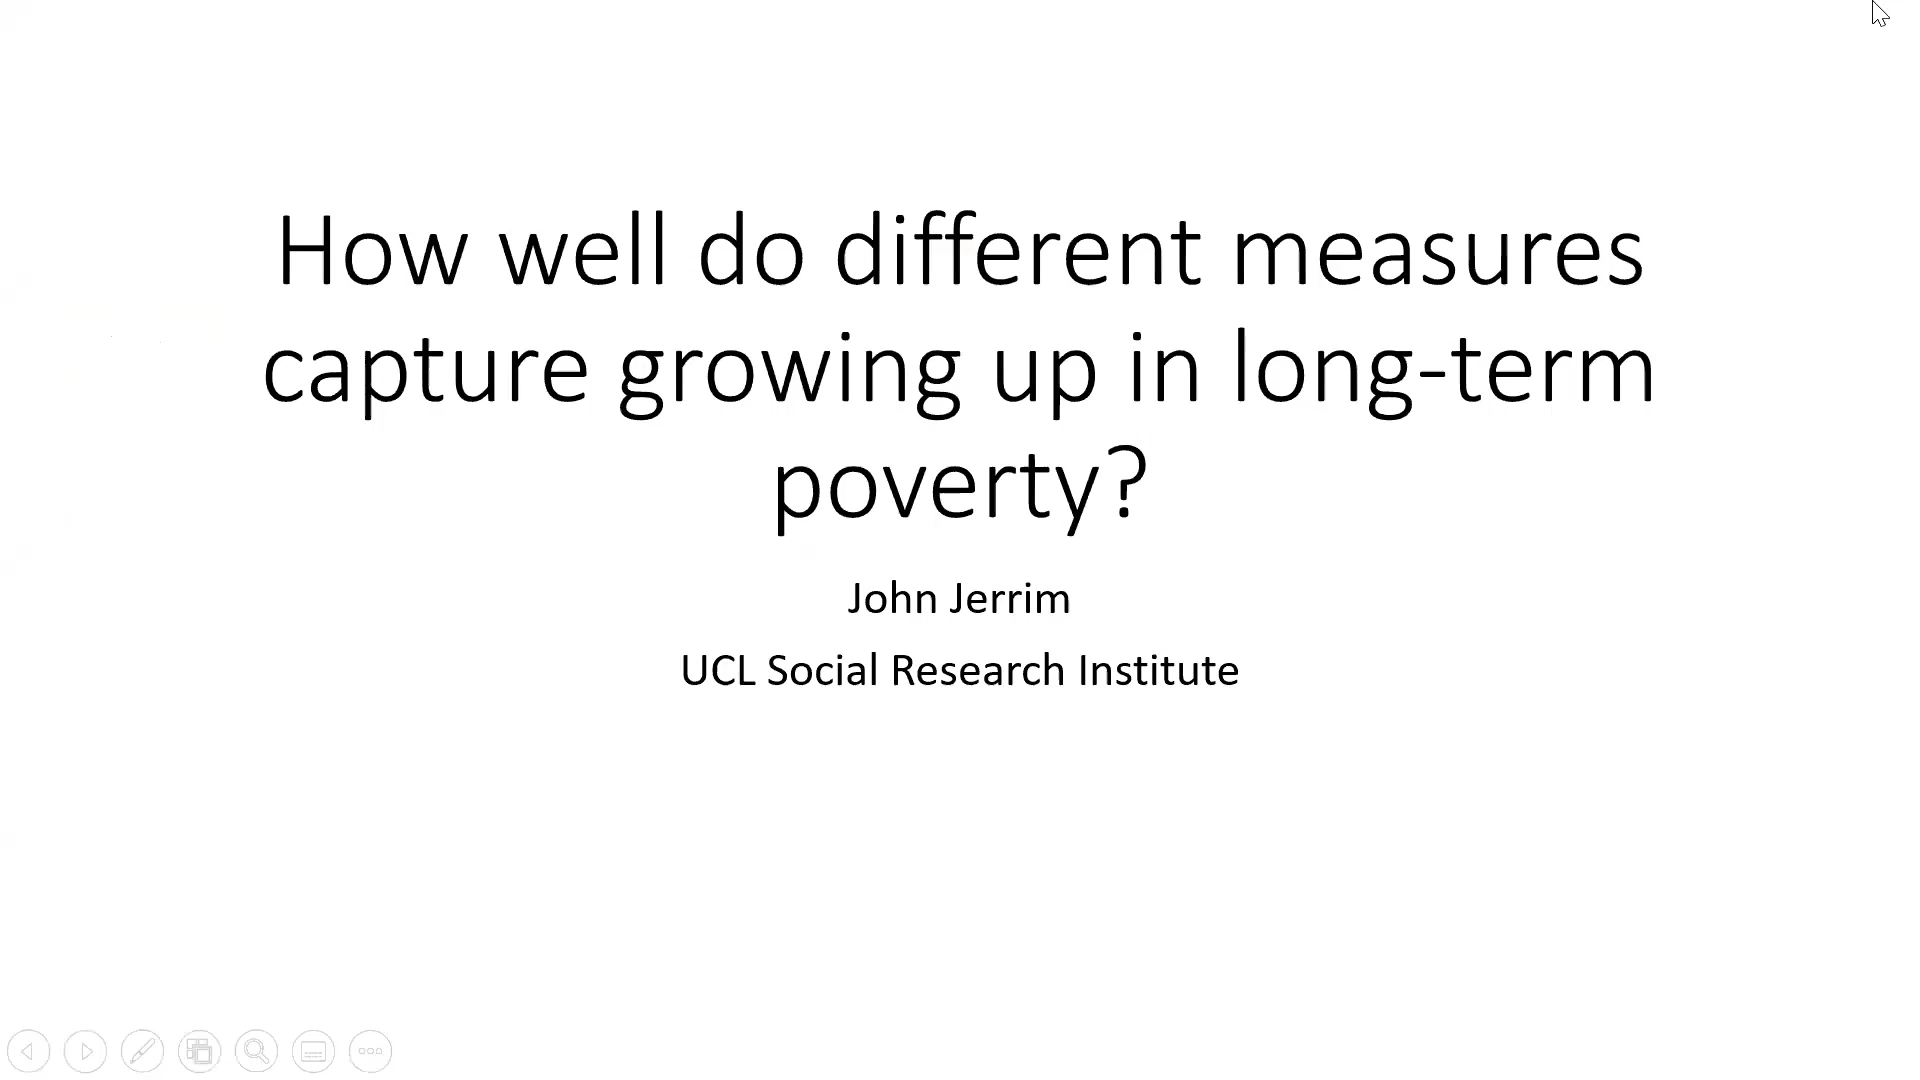 How well do different measures
capture growing up in long-term
poverty?
John Jerrim
UCL Social Research Institute